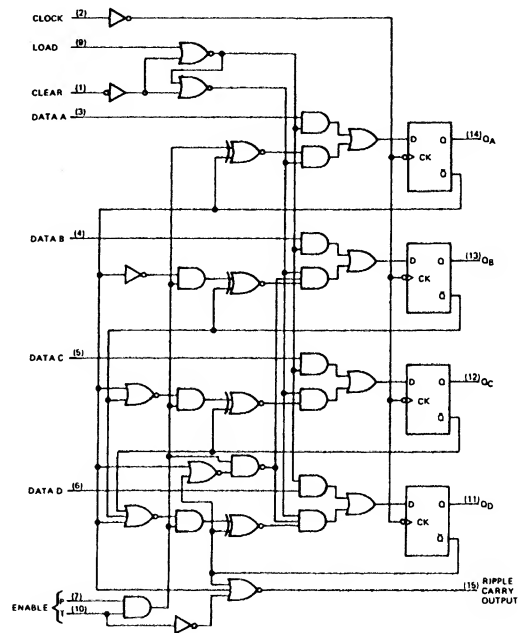 CLOCK (2)
LOAD (9)
CLEAR (1)
DATA A (3)
D Q (14) QA
CK
Q̅
DATA B (4)
D Q (13) QB
CK
Q̅
DATA C (5)
D Q (12) QC
CK
Q̅
DATA D (6)
D Q (11) QD
CK
Q̅
(15) RIPPLE
CARRY
OUTPUT
ENABLE { P (7)
T (10)